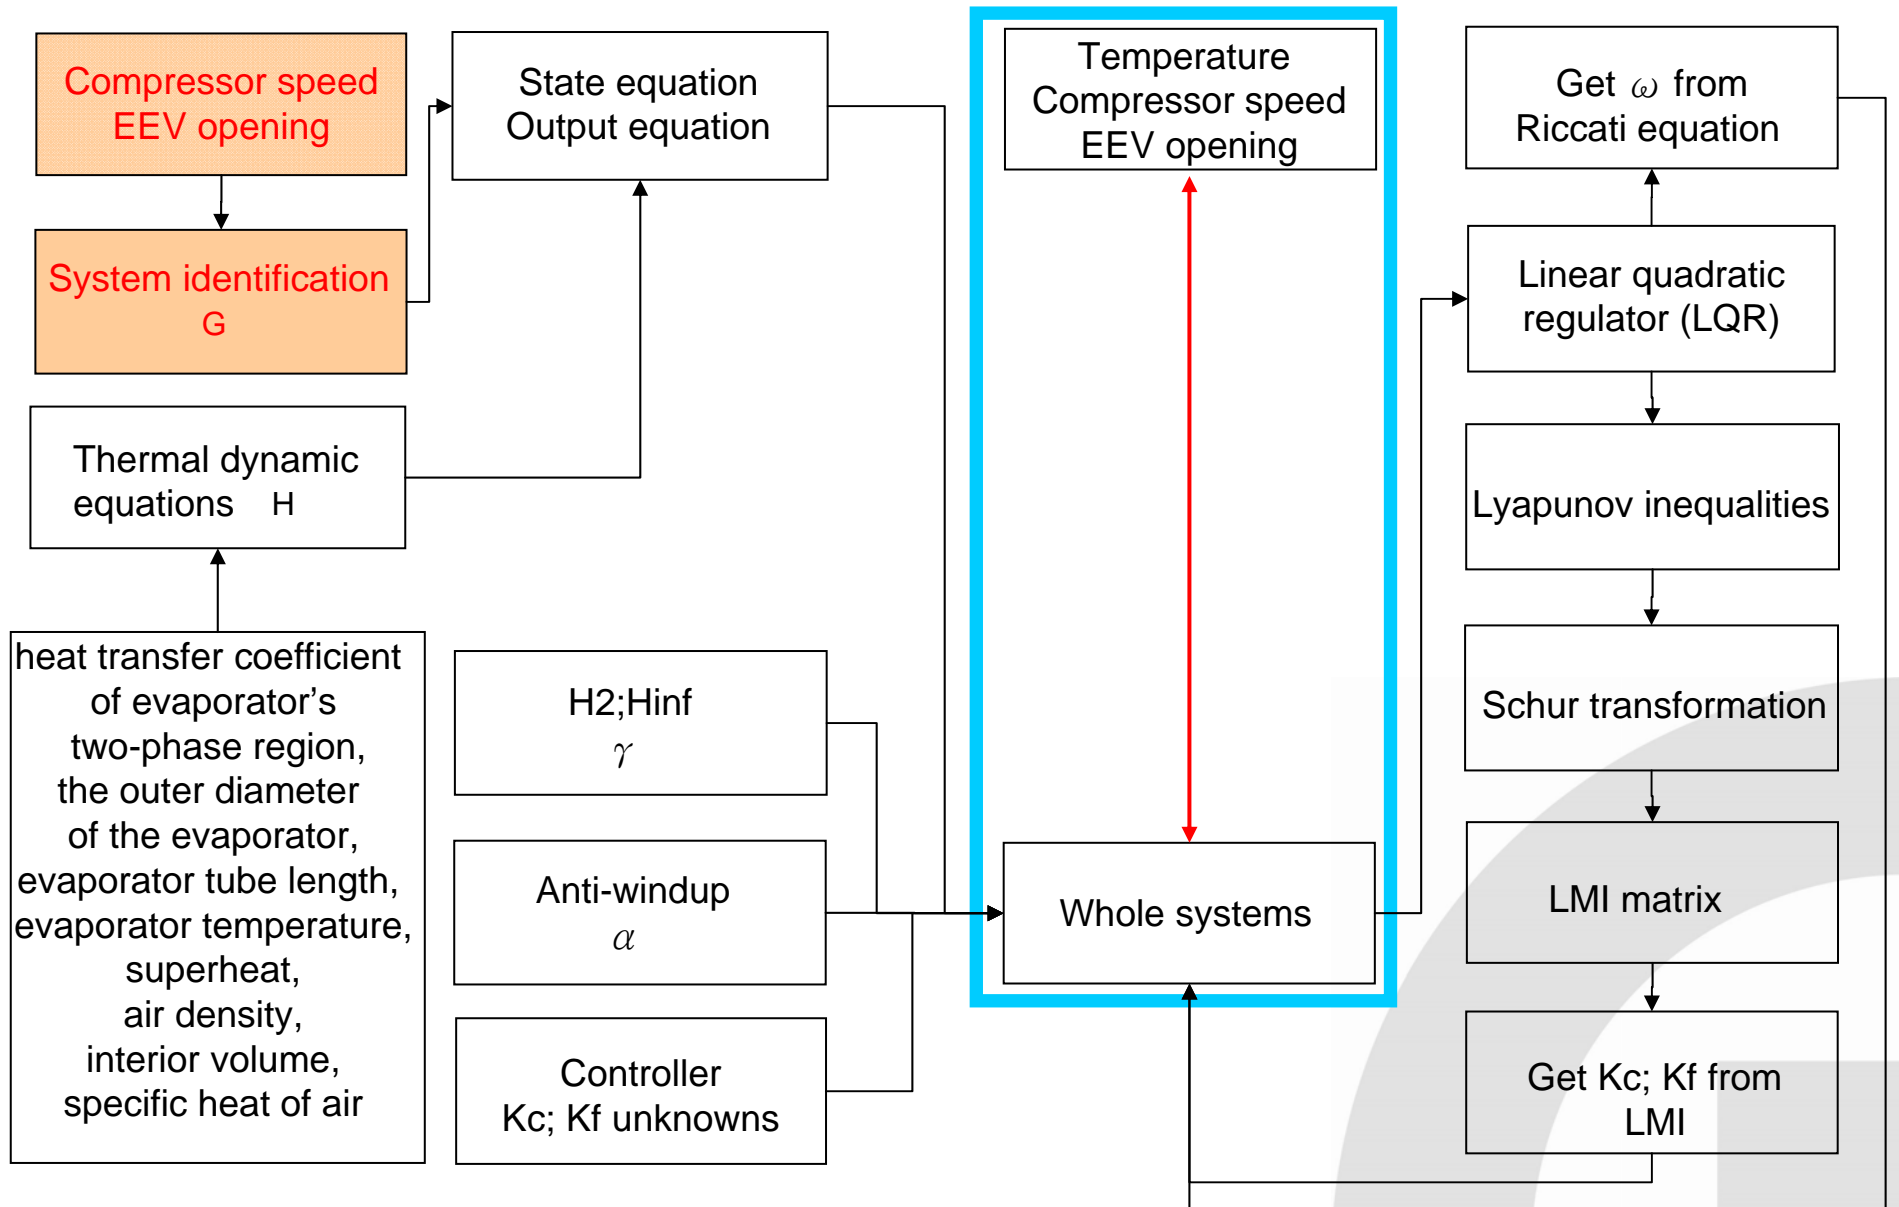 Compressor speed
EEV opening
System identification
G
Thermal dynamic
equations H
heat transfer coefficient
of evaporator’s
two-phase region,
the outer diameter
of the evaporator,
evaporator tube length,
evaporator temperature,
superheat,
air density,
interior volume,
specific heat of air
State equation
Output equation
H2;Hinf
γ
Anti-windup
α
Controller
Kc; Kf unknowns
Temperature
Compressor speed
EEV opening
Whole systems
Get ω from
Riccati equation
Linear quadratic
regulator (LQR)
Lyapunov inequalities
Schur transformation
LMI matrix
Get Kc; Kf from
LMI